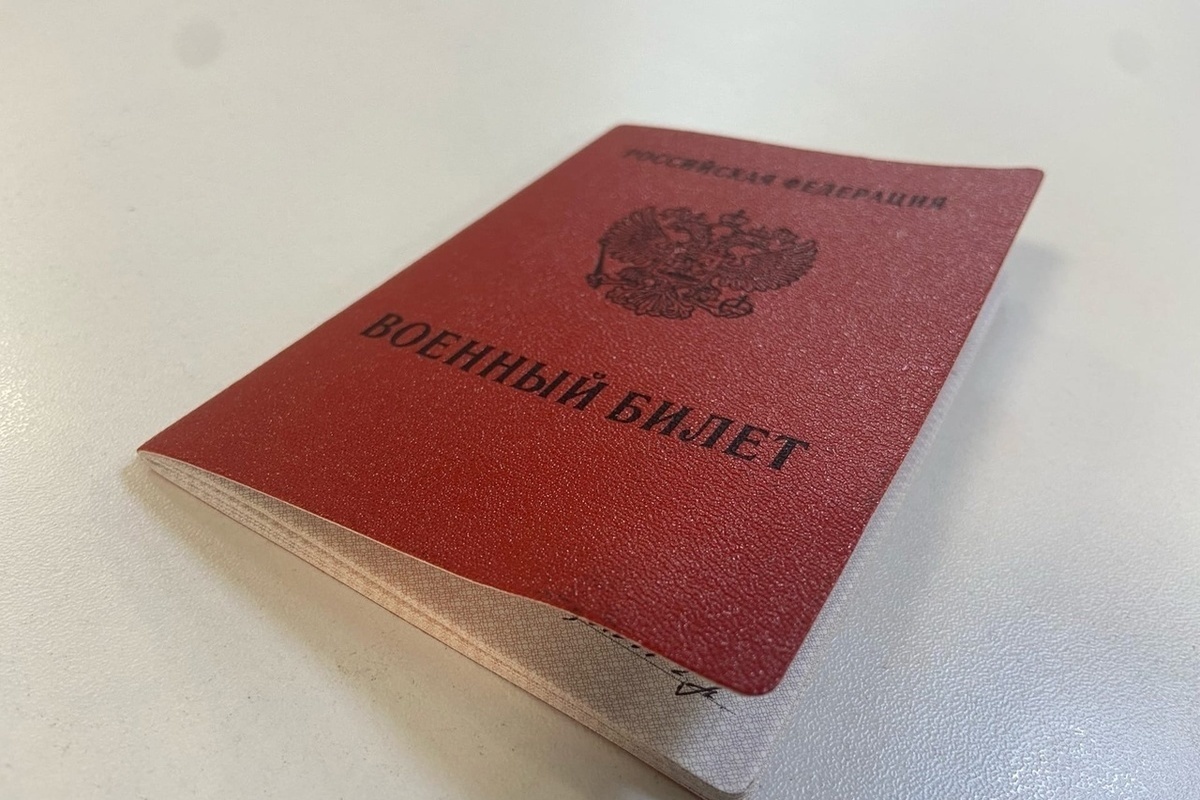 РОССИЙСКАЯ ФЕДЕРАЦИЯ
ВОЕННЫЙ БИЛЕТ